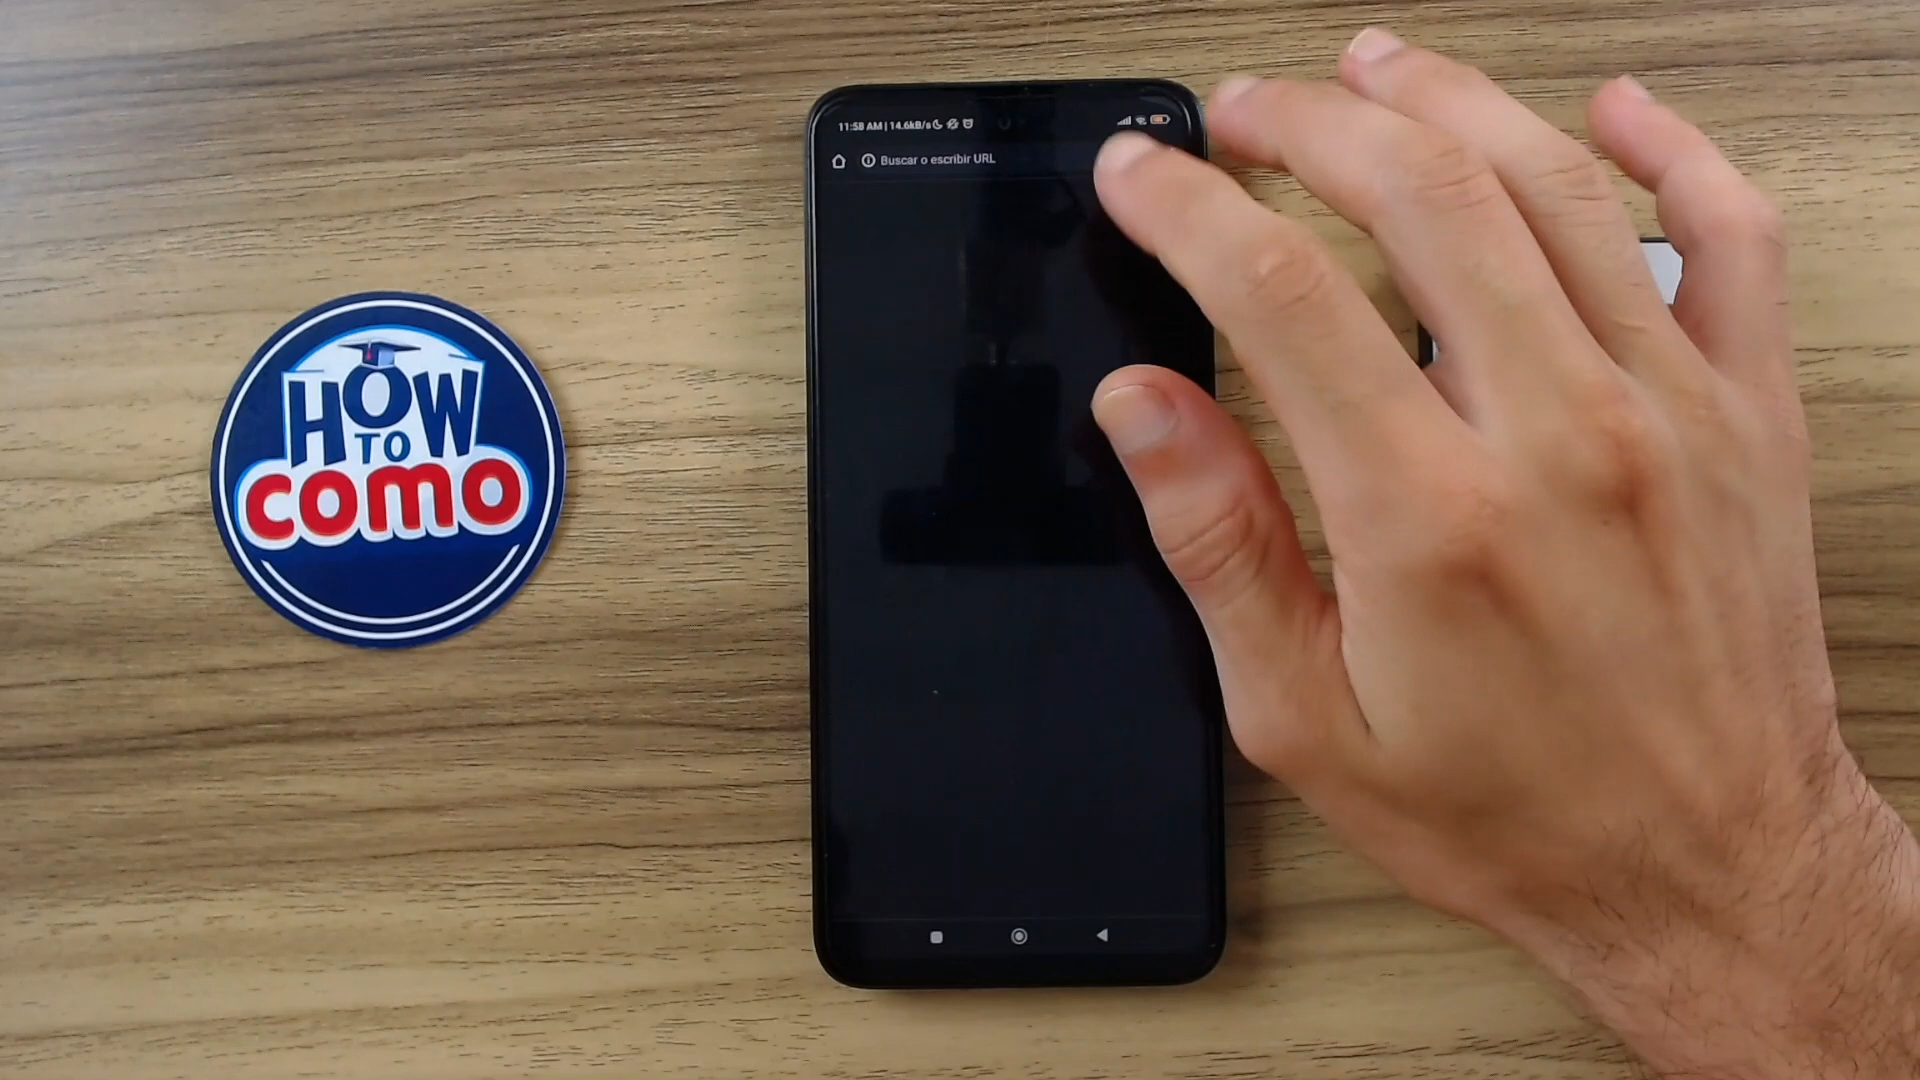 11:58 AM | 14.6kB/s
Buscar o escribir URL
HOW
TO
como